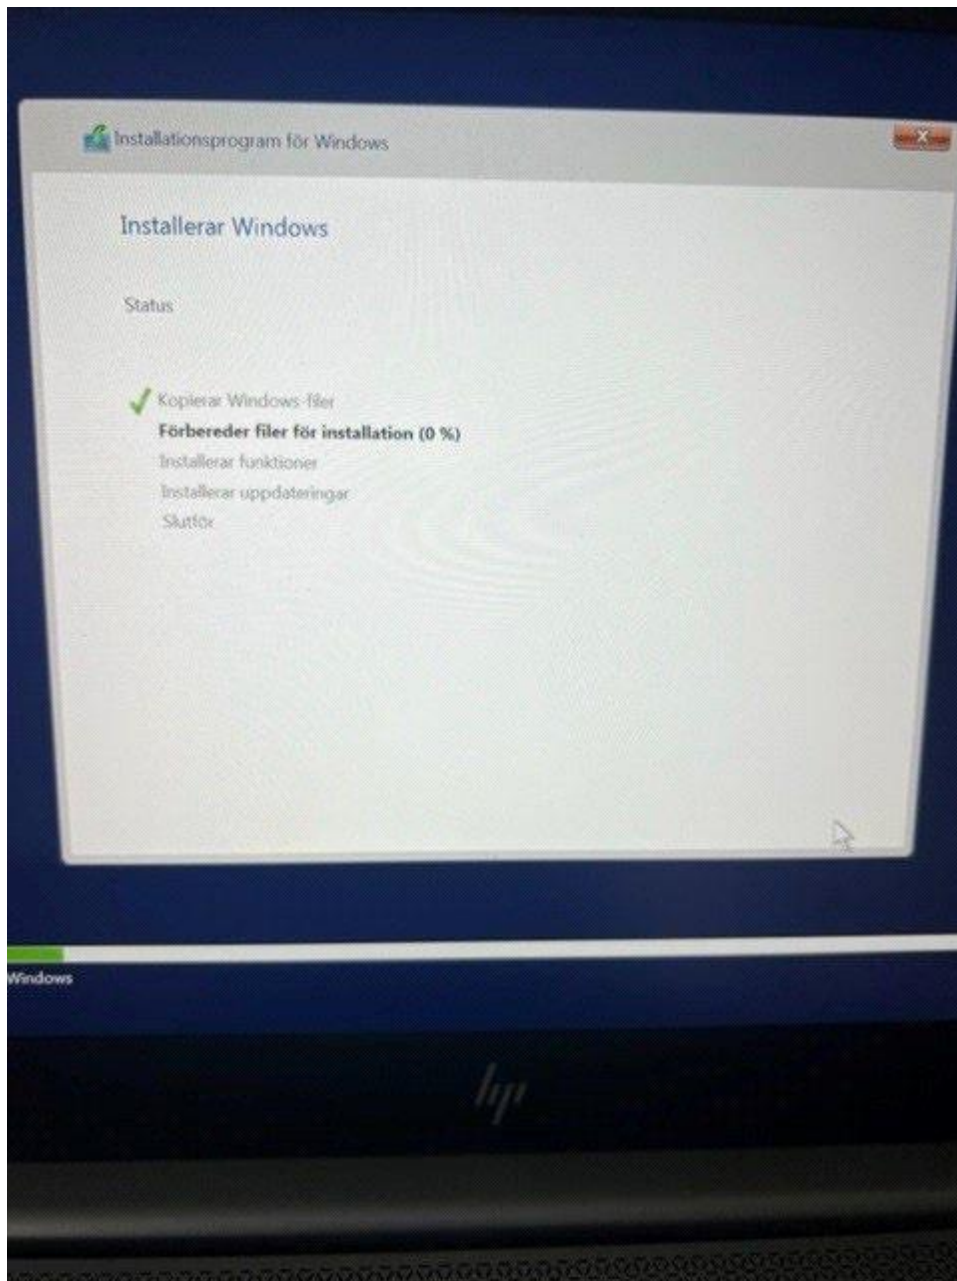 Installationsprogram för Windows
Installerar Windows
Status
Kopierar Windows-filer
Förbereder filer för installation (0 %)
Installerar funktioner
Installerar uppdateringar
Slutför
Windows
hp